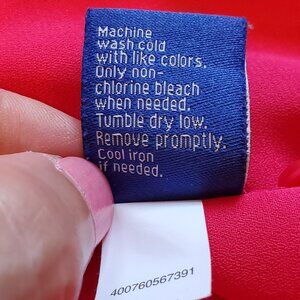 Machine
wash cold
with like colors.
Only non-
chlorine bleach
when needed.
Tumble dry low.
Remove promptly.
Cool iron
if needed.
400760567391